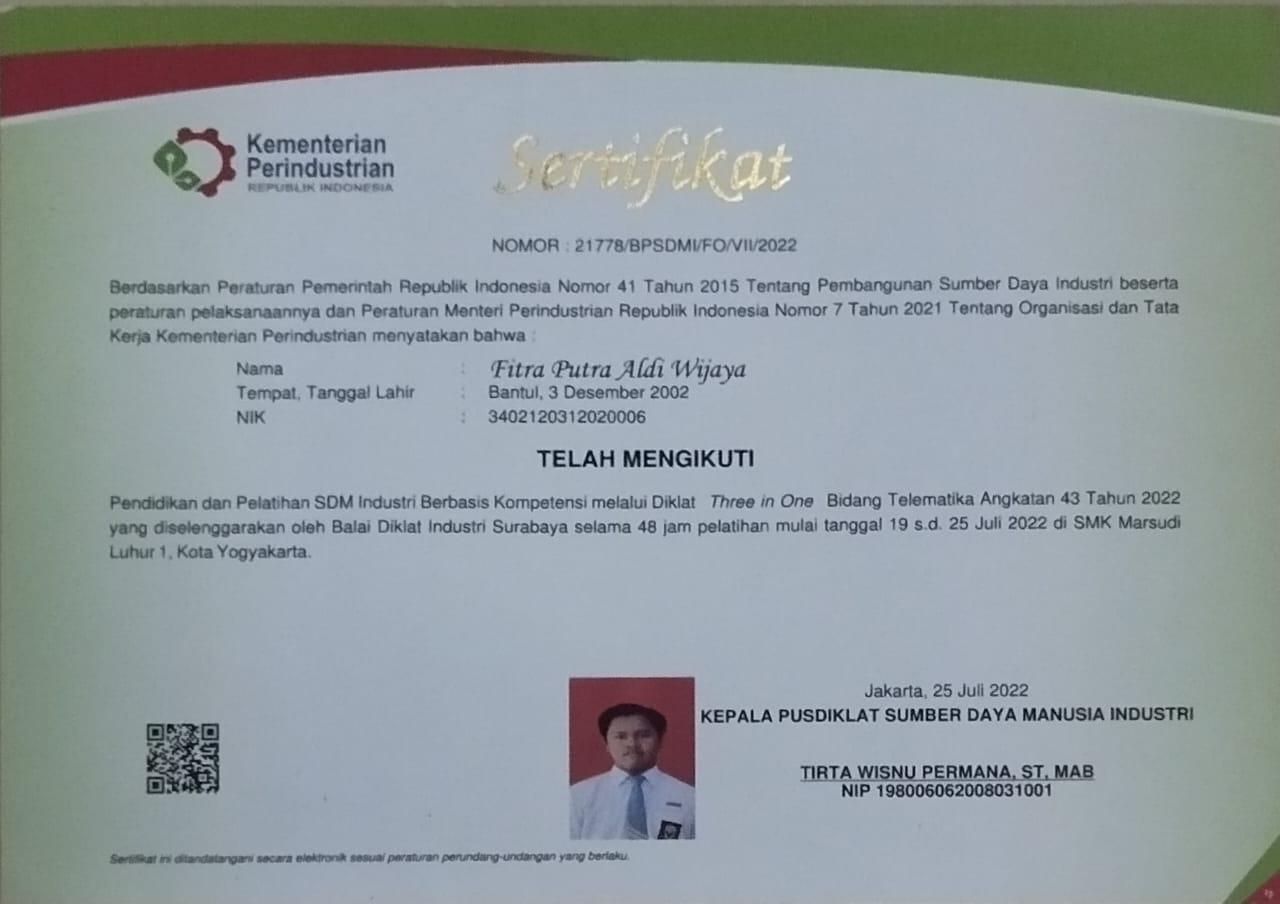 Kementerian
Perindustrian
REPUBLIK INDONESIA
Sertifikat
NOMOR : 21778/BPSDMI/FO/VII/2022
Berdasarkan Peraturan Pemerintah Republik Indonesia Nomor 41 Tahun 2015 Tentang Pembangunan Sumber Daya Industri beserta
peraturan pelaksanaannya dan Peraturan Menteri Perindustrian Republik Indonesia Nomor 7 Tahun 2021 Tentang Organisasi dan Tata
Kerja Kementerian Perindustrian menyatakan bahwa :
Nama : Fitra Putra Aldi Wijaya
Tempat, Tanggal Lahir : Bantul, 3 Desember 2002
NIK : 3402120312020006
TELAH MENGIKUTI
Pendidikan dan Pelatihan SDM Industri Berbasis Kompetensi melalui Diklat Three in One Bidang Telematika Angkatan 43 Tahun 2022
yang diselenggarakan oleh Balai Diklat Industri Surabaya selama 48 jam pelatihan mulai tanggal 19 s.d. 25 Juli 2022 di SMK Marsudi
Luhur 1, Kota Yogyakarta.
Jakarta, 25 Juli 2022
KEPALA PUSDIKLAT SUMBER DAYA MANUSIA INDUSTRI
TIRTA WISNU PERMANA, ST, MAB
NIP 198006062008031001
Sertifikat ini ditandatangani secara elektronik sesuai peraturan perundang-undangan yang berlaku.